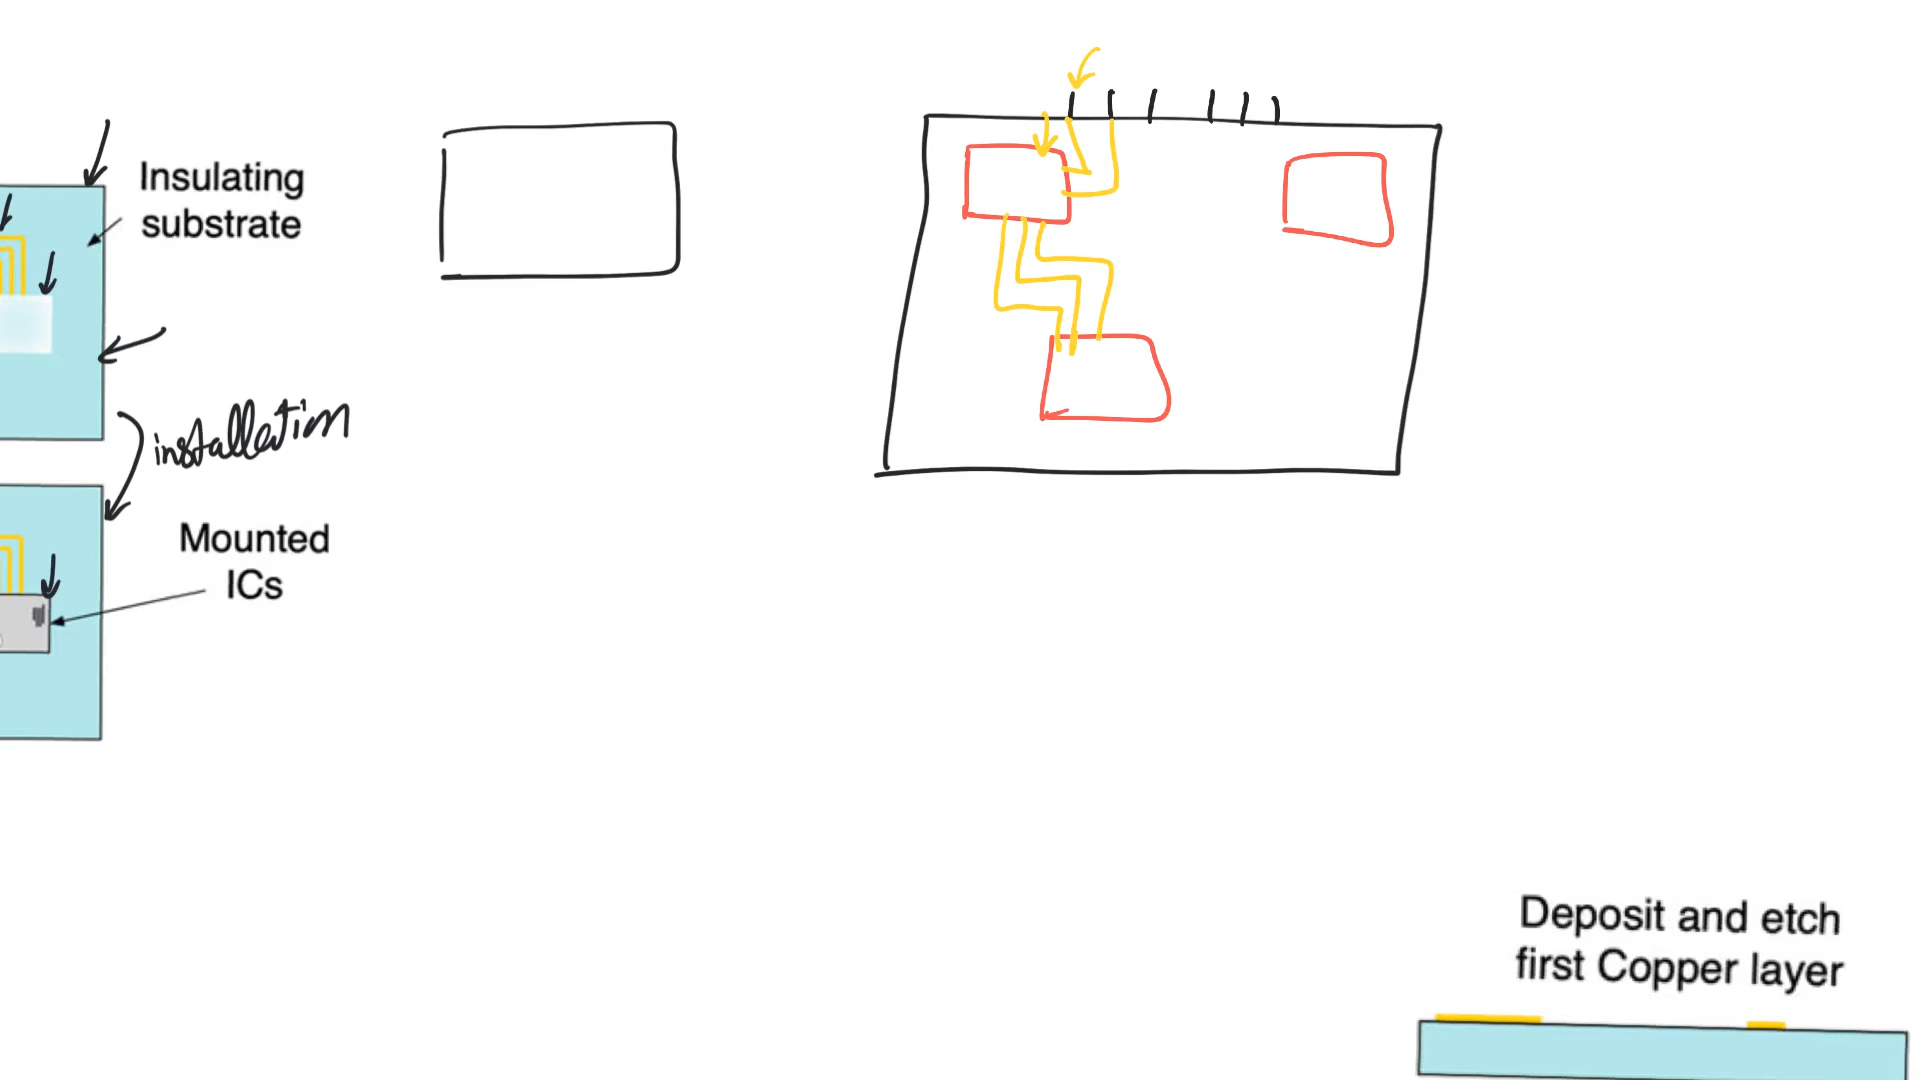 Insulating
substrate
installation
Mounted
ICs
Deposit and etch
first Copper layer